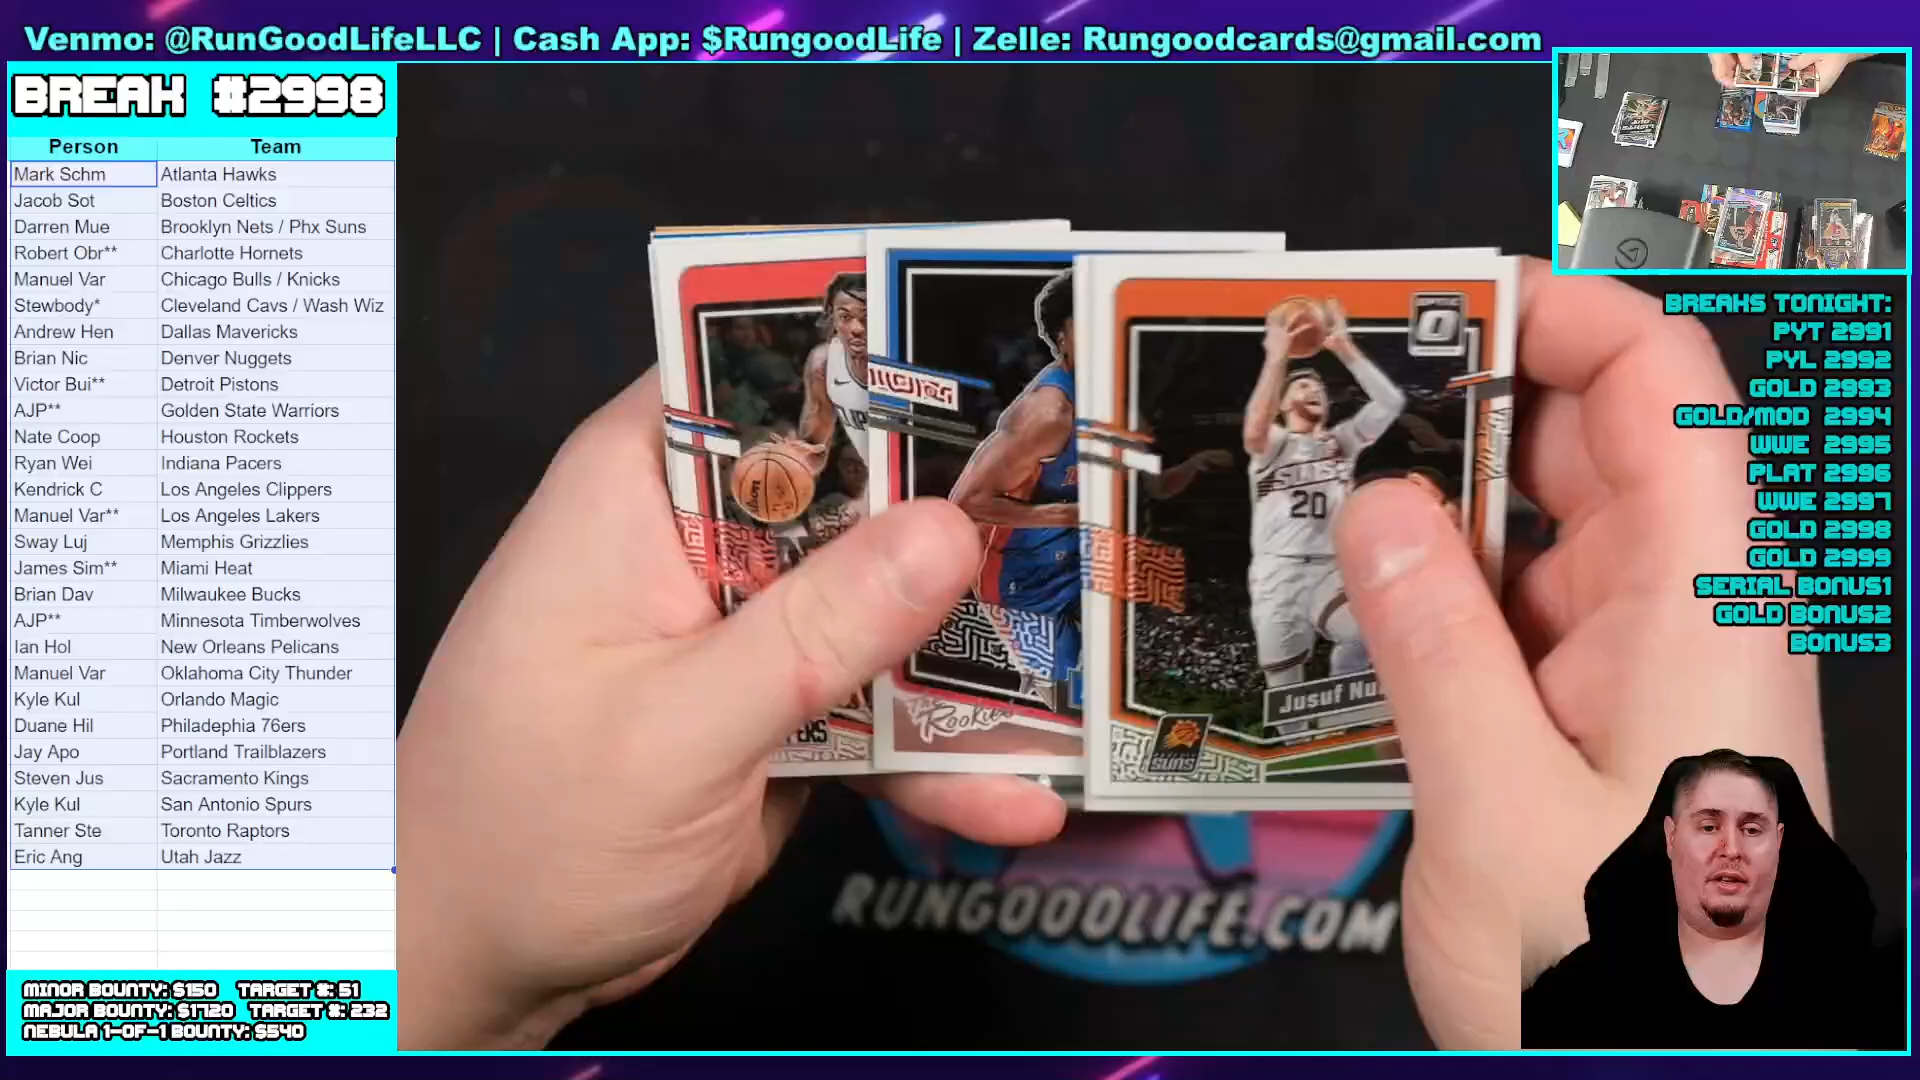 Venmo: @RunGoodLifeLLC | Cash App: $RungoodLife | Zelle: Rungoodcards@gmail.com
BREAK #2998
Person Team
Mark Schm Atlanta Hawks
Jacob Sot Boston Celtics
Darren Mue Brooklyn Nets / Phx Suns
Robert Obr** Charlotte Hornets
Manuel Var Chicago Bulls / Knicks
Stewbody* Cleveland Cavs / Wash Wiz
Andrew Hen Dallas Mavericks
Brian Nic Denver Nuggets
Victor Bui** Detroit Pistons
AJP** Golden State Warriors
Nate Coop Houston Rockets
Ryan Wei Indiana Pacers
Kendrick C Los Angeles Clippers
Manuel Var** Los Angeles Lakers
Sway Luj Memphis Grizzlies
James Sim** Miami Heat
Brian Dav Milwaukee Bucks
AJP** Minnesota Timberwolves
Ian Hol New Orleans Pelicans
Manuel Var Oklahoma City Thunder
Kyle Kul Orlando Magic
Duane Hil Philadephia 76ers
Jay Apo Portland Trailblazers
Steven Jus Sacramento Kings
Kyle Kul San Antonio Spurs
Tanner Ste Toronto Raptors
Eric Ang Utah Jazz
MINOR BOUNTY: $150 TARGET #: 51
MAJOR BOUNTY: $1720 TARGET #: 232
NEBULA 1-OF-1 BOUNTY: $540
The Rookies
OPTIC
SUNS
20
Jusuf Nu
SUNS
RUNGOODLIFE.COM
BREAKS TONIGHT:
PYT 2991
PYL 2992
GOLD 2993
GOLD/MOD 2994
WWE 2995
PLAT 2996
WWE 2997
GOLD 2998
GOLD 2999
SERIAL BONUS1
GOLD BONUS2
BONUS3